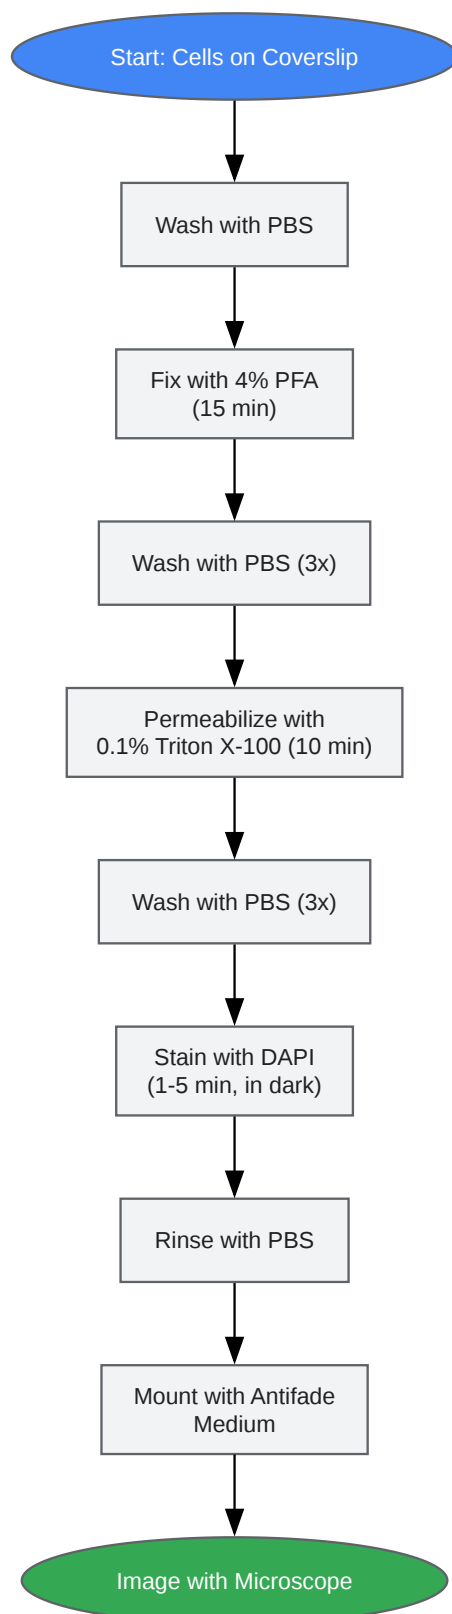 Start: Cells on Coverslip
Wash with PBS
Fix with 4% PFA
(15 min)
Wash with PBS (3x)
Permeabilize with
0.1% Triton X-100 (10 min)
Wash with PBS (3x)
Stain with DAPI
(1-5 min, in dark)
Rinse with PBS
Mount with Antifade
Medium
Image with Microscope